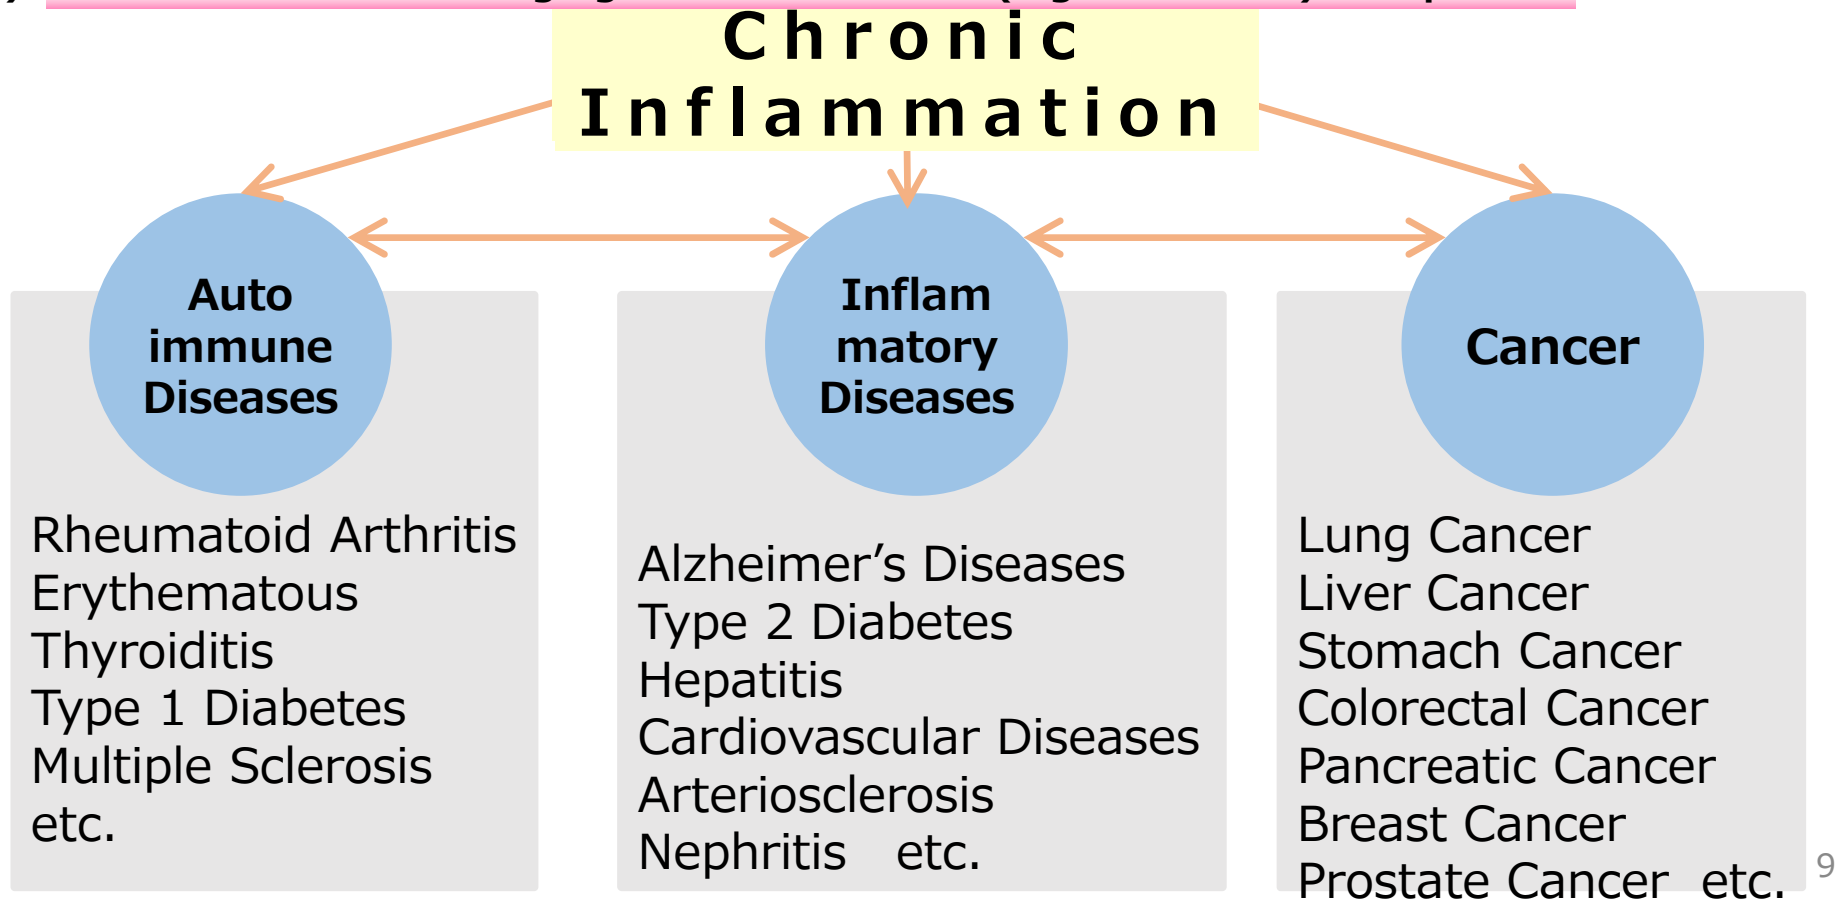 Chronic
Inflammation
Auto
immune
Diseases
Rheumatoid Arthritis
Erythematous
Thyroiditis
Type 1 Diabetes
Multiple Sclerosis
etc.
Inflam
matory
Diseases
Alzheimer’s Diseases
Type 2 Diabetes
Hepatitis
Cardiovascular Diseases
Arteriosclerosis
Nephritis etc.
Cancer
Lung Cancer
Liver Cancer
Stomach Cancer
Colorectal Cancer
Pancreatic Cancer
Breast Cancer
Prostate Cancer etc.
9